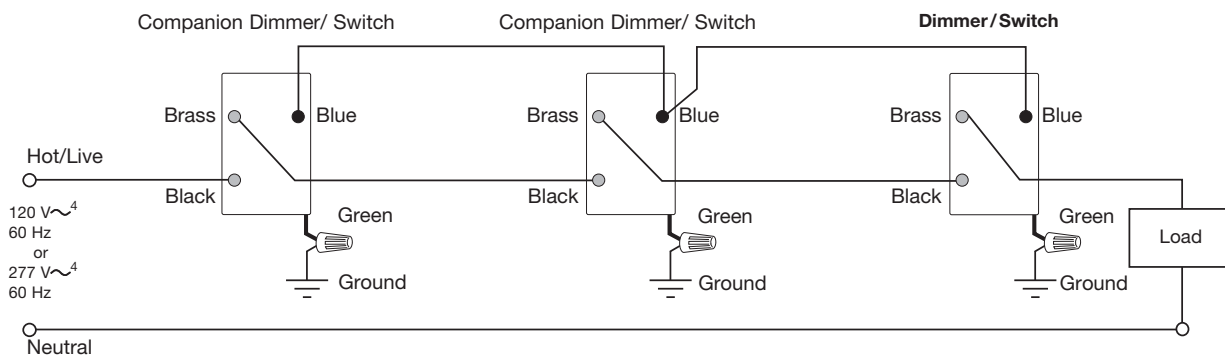 Companion Dimmer/ Switch
Companion Dimmer/ Switch
Dimmer/Switch
Brass
Blue
Brass
Blue
Brass
Blue
Hot/Live
Black
Black
Black
120 V~4
60 Hz
or
277 V~4
60 Hz
Green
Green
Green
Load
Ground
Ground
Ground
Neutral